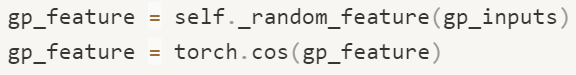 gp_feature = self._random_feature(gp_inputs)
gp_feature = torch.cos(gp_feature)